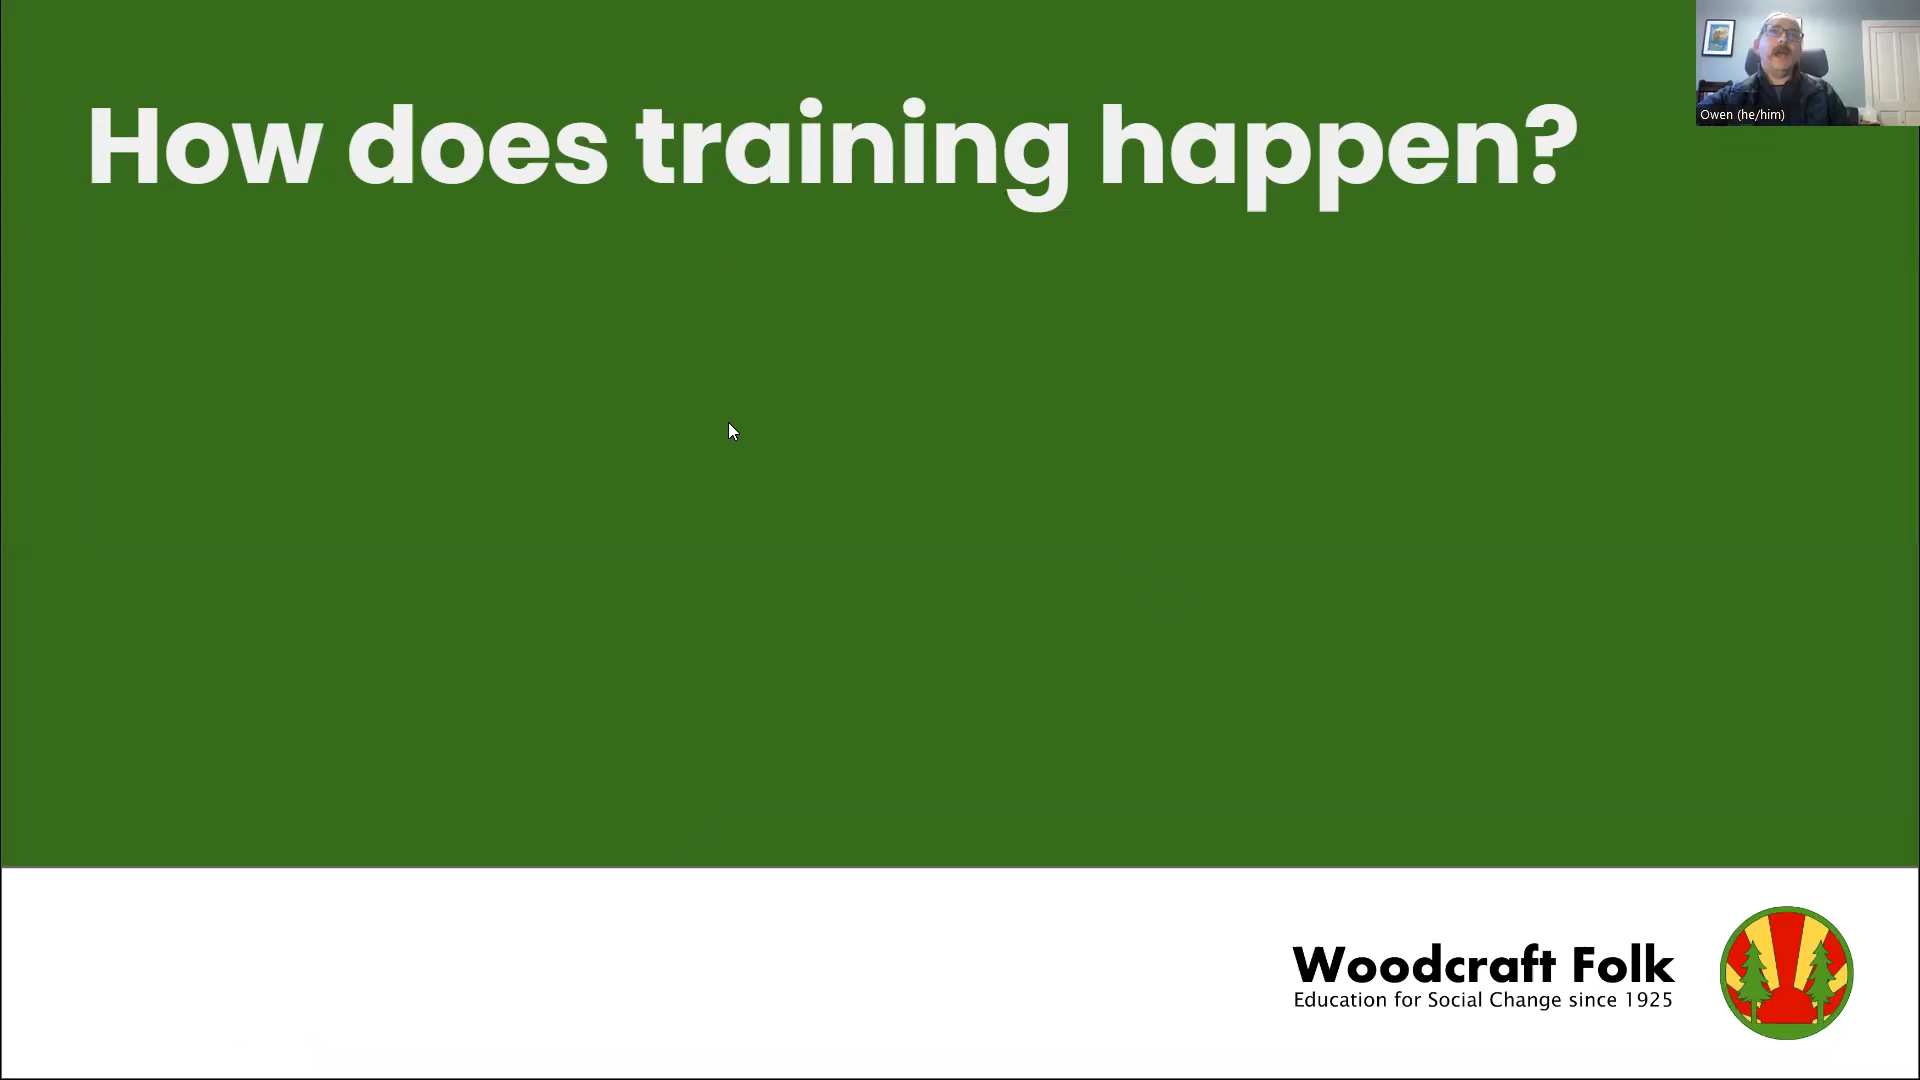 How does training happen?
Owen (he/him)
Woodcraft Folk
Education for Social Change since 1925